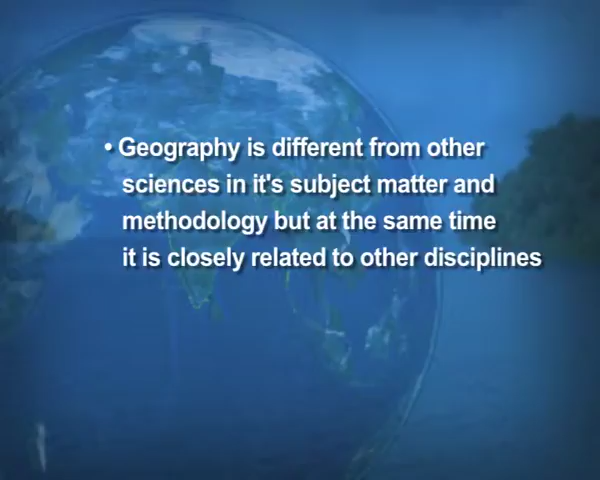 • Geography is different from other
sciences in it's subject matter and
methodology but at the same time
it is closely related to other disciplines